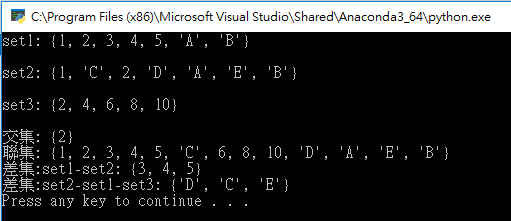 C:\Program Files (x86)\Microsoft Visual Studio\Shared\Anaconda3_64\python.exe
set1: {1, 2, 3, 4, 5, 'A', 'B'}
set2: {1, 'C', 2, 'D', 'A', 'E', 'B'}
set3: {2, 4, 6, 8, 10}
交集: {2}
聯集: {1, 2, 3, 4, 5, 'C', 6, 8, 10, 'D', 'A', 'E', 'B'}
差集:set1-set2: {3, 4, 5}
差集:set2-set1-set3: {'D', 'C', 'E'}
Press any key to continue . . .